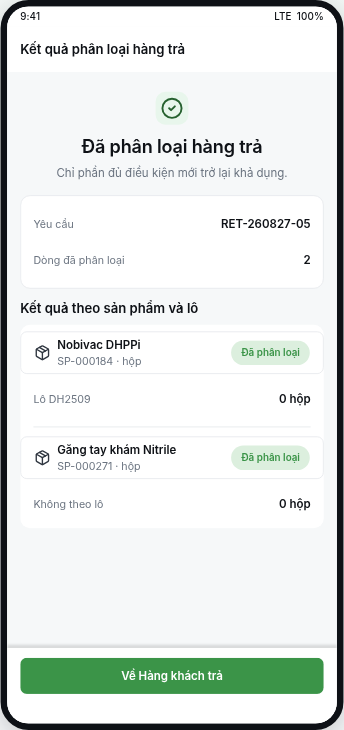 9:41
LTE 100%
Kết quả phân loại hàng trả
Đã phân loại hàng trả
Chỉ phần đủ điều kiện mới trở lại khả dụng.
Yêu cầu
RET-260827-05
Dòng đã phân loại
2
Kết quả theo sản phẩm và lô
Nobivac DHPPi
SP-000184 · hộp
Đã phân loại
Lô DH2509
0 hộp
Găng tay khám Nitrile
SP-000271 · hộp
Đã phân loại
Không theo lô
0 hộp
Về Hàng khách trả